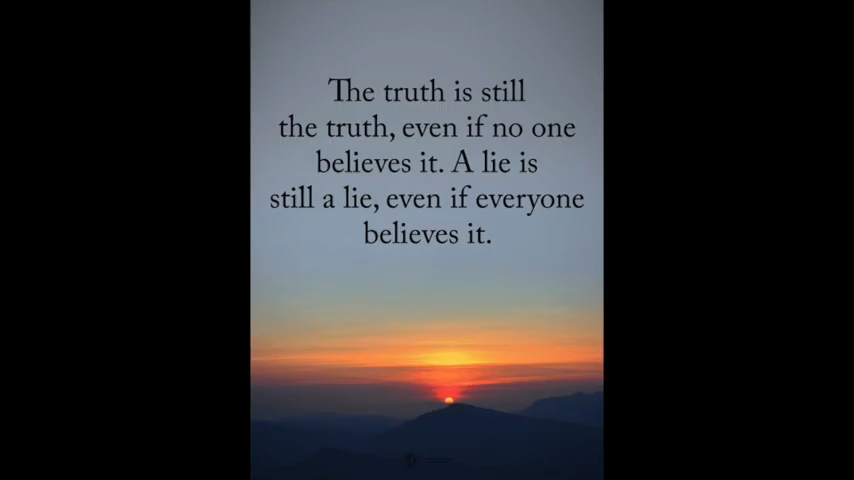 The truth is still
the truth, even if no one
believes it. A lie is
still a lie, even if everyone
believes it.